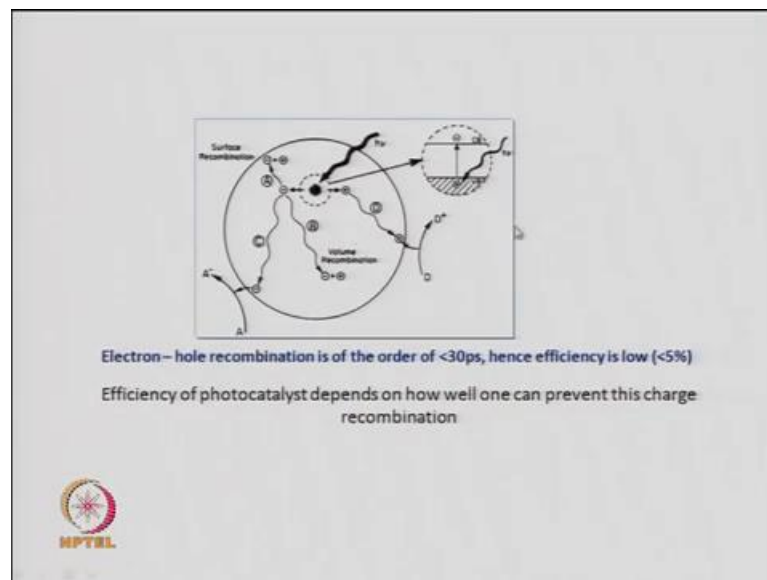 Surface
Recombination
hν
A
B
C
D
Volume
Recombination
A⁻
A
D⁺
D
Electron – hole recombination is of the order of <30ps, hence efficiency is low (<5%)
Efficiency of photocatalyst depends on how well one can prevent this charge
recombination
NPTEL